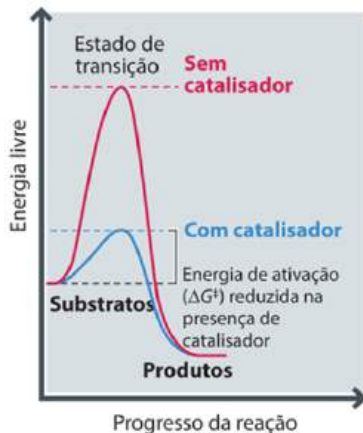 Estado de
transição
Sem
catalisador
Energia livre
Com catalisador
Energia de ativação
(ΔG‡) reduzida na
presença de
catalisador
Substratos
Produtos
Progresso da reação